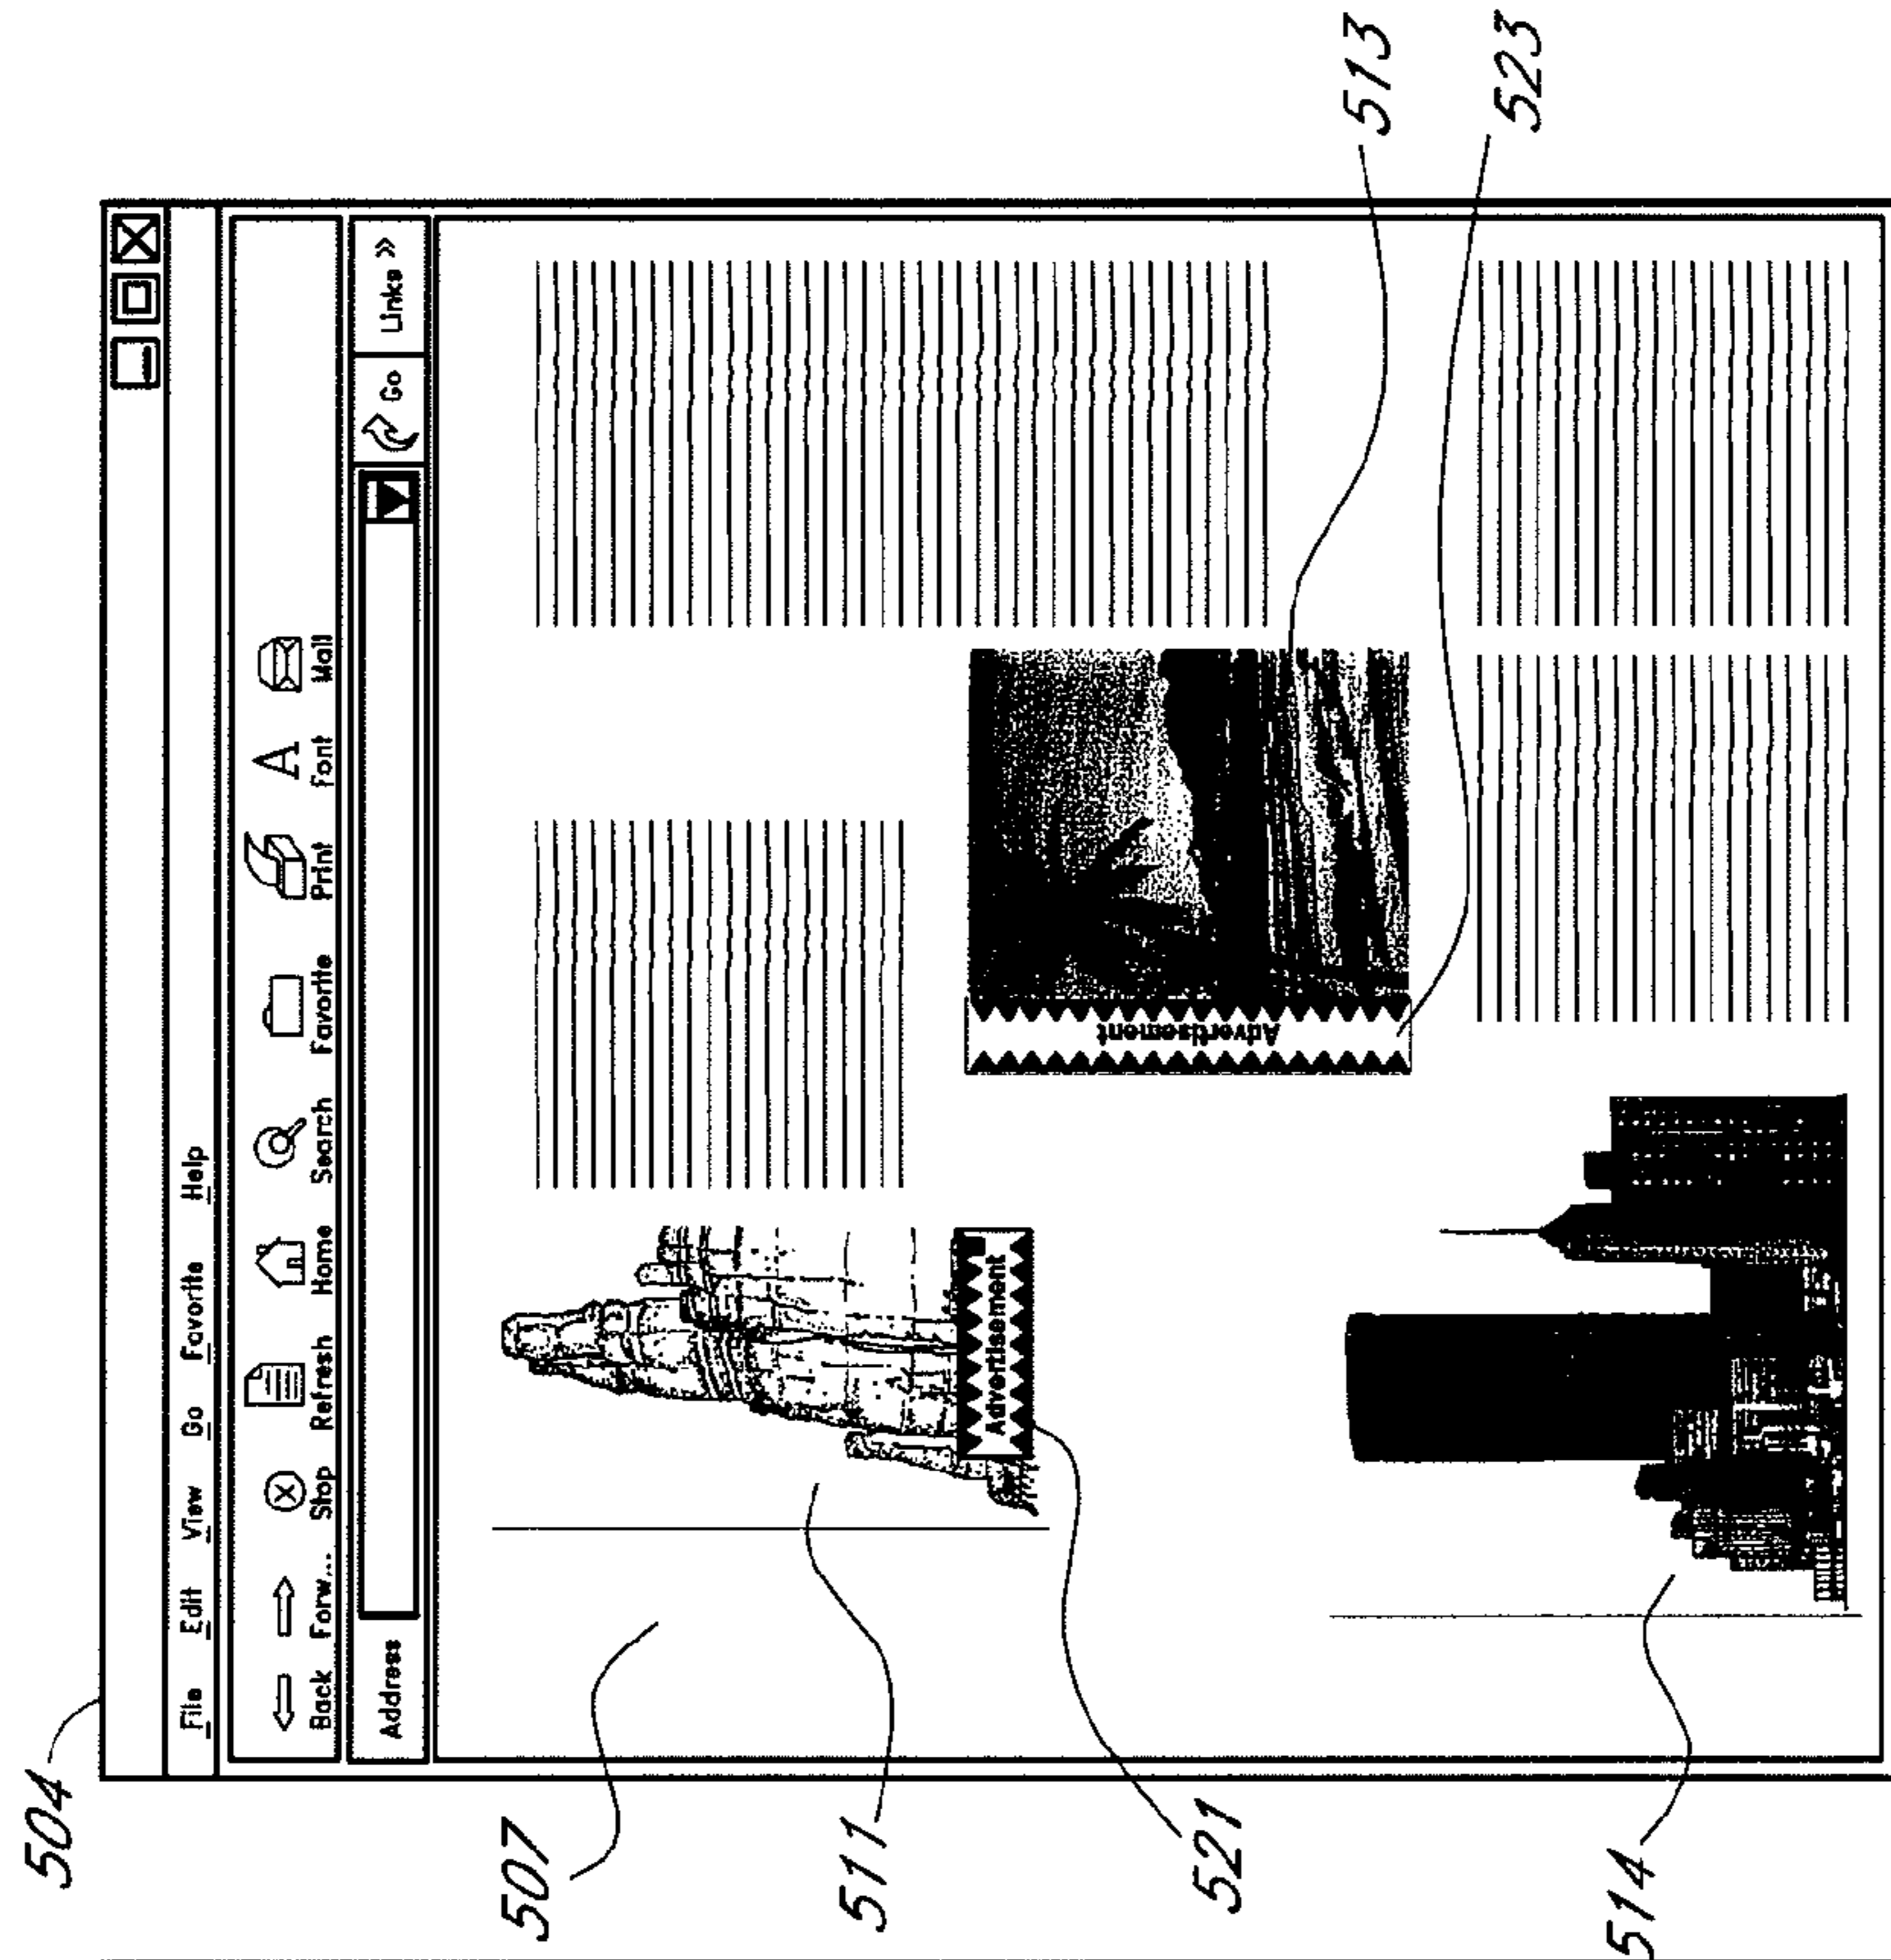 504
File Edit View Go Favorite Help
Back Forw... Stop Refresh Home Search Favorite Print Font Mail
Address Go Links »
507
511
Advertisement
521
Advertisement
513
523
514